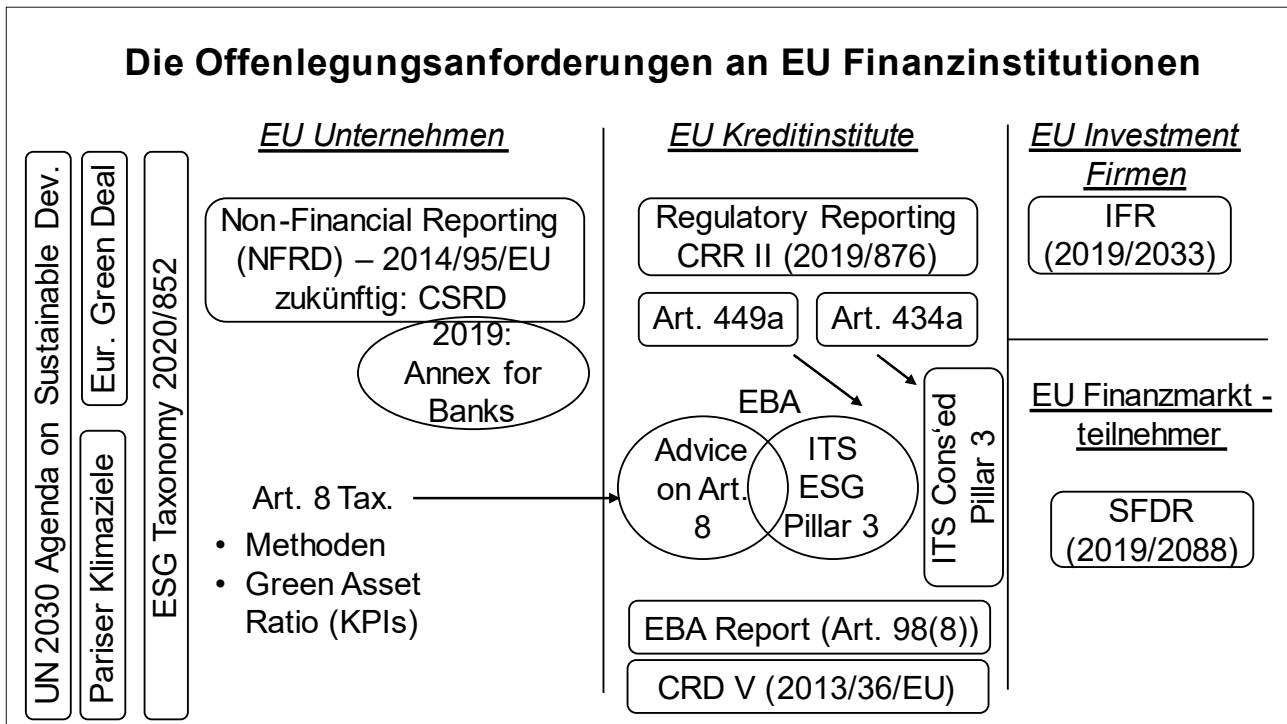 Die Offenlegungsanforderungen an EU Finanzinstitutionen
UN 2030 Agenda on Sustainable Dev.
Eur. Green Deal
Pariser Klimaziele
ESG Taxonomy 2020/852
EU Unternehmen
Non-Financial Reporting
(NFRD) – 2014/95/EU
zukünftig: CSRD
2019:
Annex for
Banks
Art. 8 Tax.
• Methoden
• Green Asset
Ratio (KPIs)
EU Kreditinstitute
Regulatory Reporting
CRR II (2019/876)
Art. 449a
Art. 434a
EBA
Advice
on Art.
8
ITS
ESG
Pillar 3
ITS Cons‘ed
Pillar 3
EBA Report (Art. 98(8))
CRD V (2013/36/EU)
EU Investment
Firmen
IFR
(2019/2033)
EU Finanzmarkt -
teilnehmer
SFDR
(2019/2088)